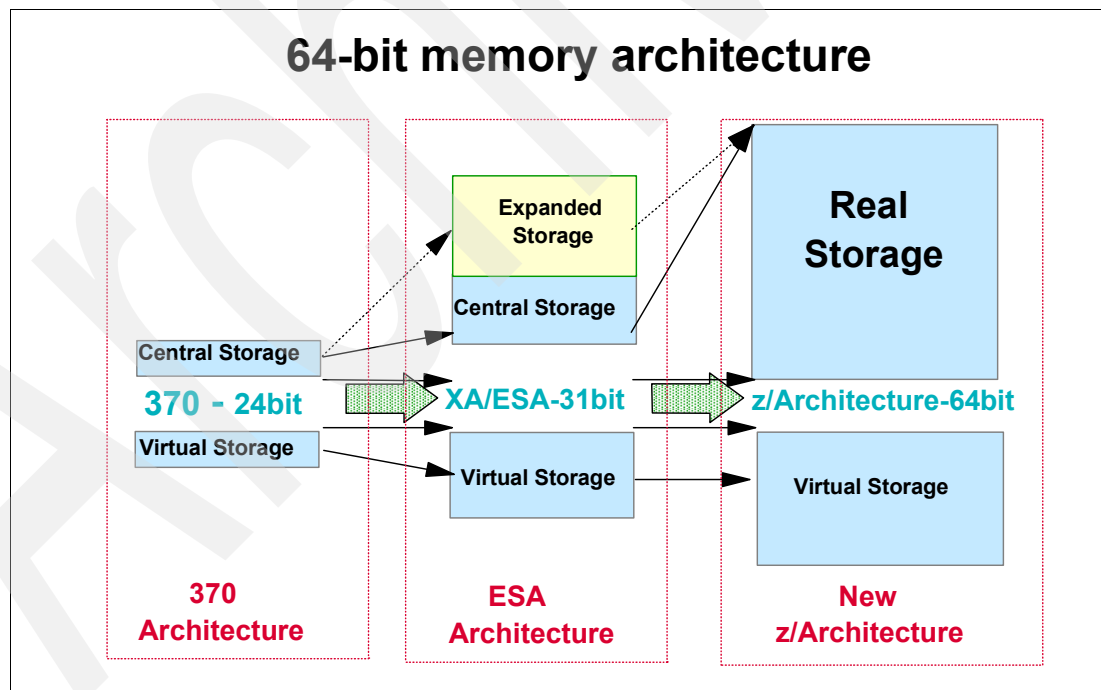 64-bit memory architecture
Expanded
Storage
Central Storage
Central Storage
Real
Storage
370 - 24bit
XA/ESA-31bit
z/Architecture-64bit
Virtual Storage
Virtual Storage
Virtual Storage
370
Architecture
ESA
Architecture
New
z/Architecture